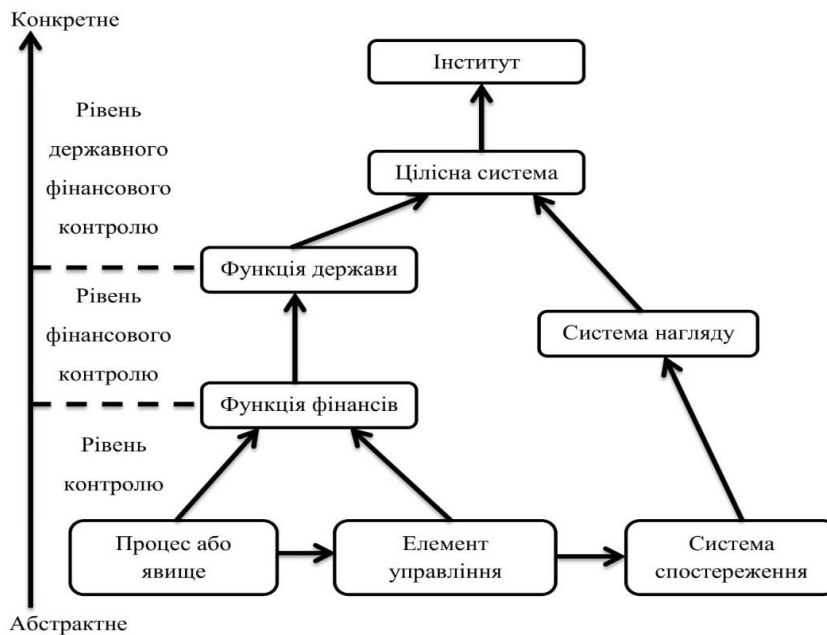 Конкретне
Інститут
Рівень
державного
фінансового
контролю
Цілісна система
Функція держави
Рівень
фінансового
контролю
Система нагляду
Функція фінансів
Рівень
контролю
Процес або
явище
Елемент
управління
Система
спостереження
Абстрактне